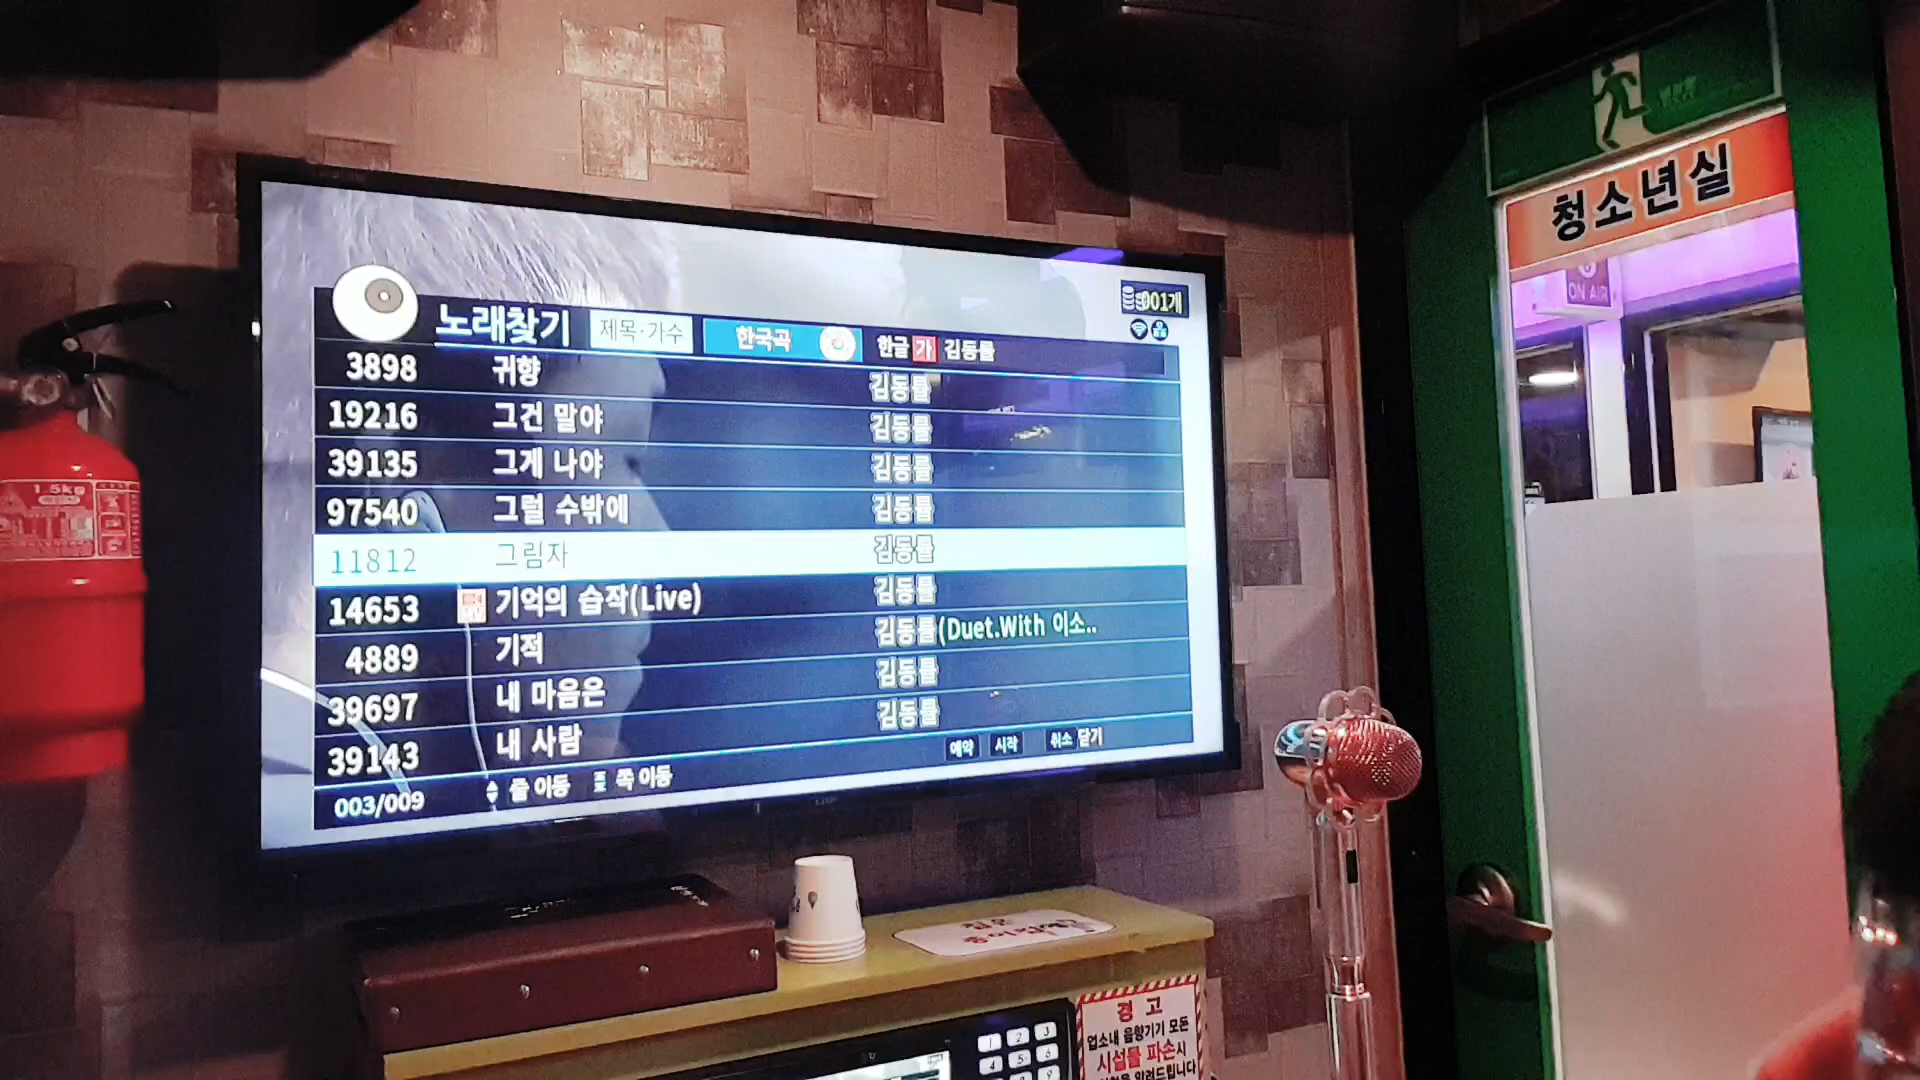 청소년실
ON AIR
001개
노래찾기 제목·가수 한국곡 한글 가 김동률
3898 귀향 김동률
19216 그건 말야 김동률
39135 그게 나야 김동률
97540 그럴 수밖에 김동률
11812 그림자 김동률
14653 기억의 습작(Live) 김동률
4889 기적 김동률(Duet.With 이소..
39697 내 마음은 김동률
39143 내 사람 김동률
003/009 줄 이동 쪽 이동 예약 시작 취소 닫기
1.5kg
경고
업소내 음향기기 모든
시설물 파손시
1 2 3
4 5 6
9